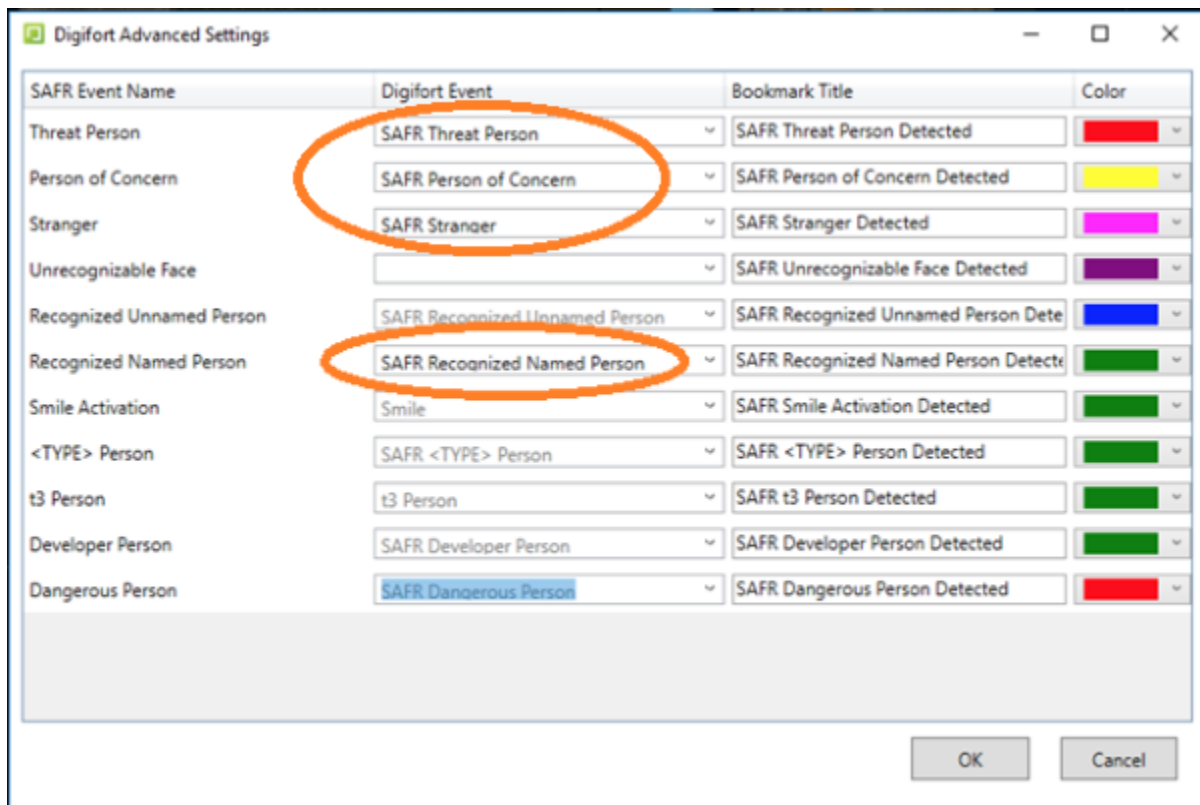 Digifort Advanced Settings
SAFR Event Name Digifort Event Bookmark Title Color
Threat Person SAFR Threat Person SAFR Threat Person Detected
Person of Concern SAFR Person of Concern SAFR Person of Concern Detected
Stranger SAFR Stranger SAFR Stranger Detected
Unrecognizable Face SAFR Unrecognizable Face Detected
Recognized Unnamed Person SAFR Recognized Unnamed Person SAFR Recognized Unnamed Person Dete
Recognized Named Person SAFR Recognized Named Person SAFR Recognized Named Person Detecte
Smile Activation Smile SAFR Smile Activation Detected
<TYPE> Person SAFR <TYPE> Person SAFR <TYPE> Person Detected
t3 Person t3 Person SAFR t3 Person Detected
Developer Person SAFR Developer Person SAFR Developer Person Detected
Dangerous Person SAFR Dangerous Person SAFR Dangerous Person Detected
OK Cancel